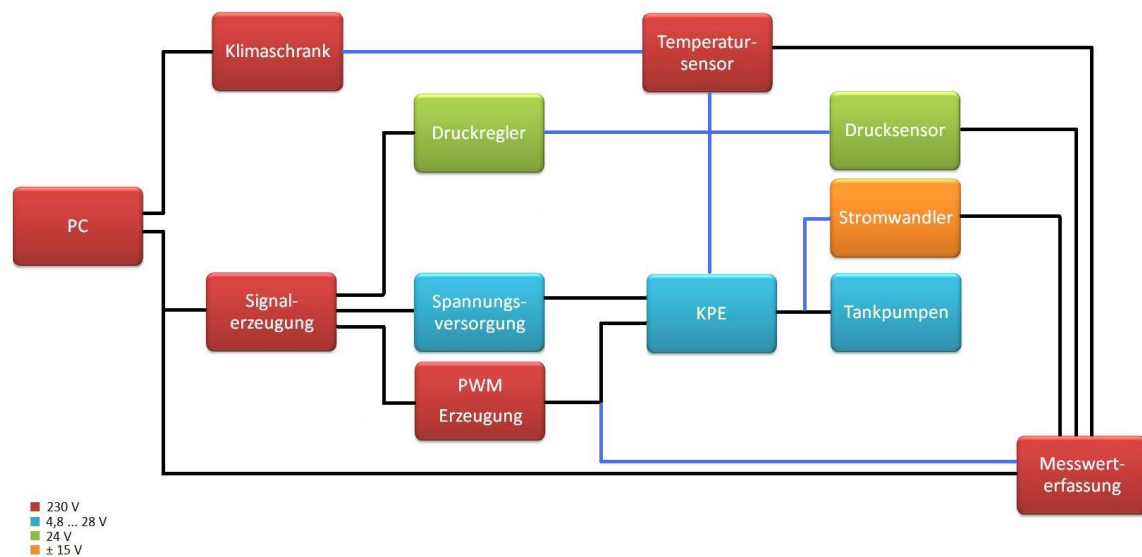 Klimaschrank
Temperatur-
sensor
Druckregler
Drucksensor
PC
Stromwandler
Signal-
erzeugung
Spannungs-
versorgung
KPE
Tankpumpen
PWM
Erzeugung
Messwert-
erfassung
230 V
4,8 ... 28 V
24 V
± 15 V